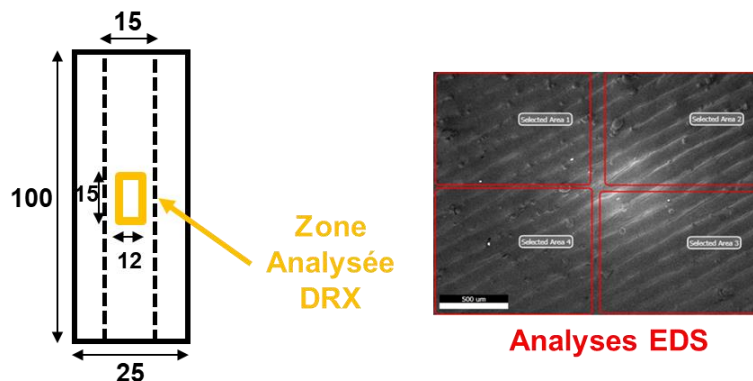 15
100
15
12
25
Zone
Analysée
DRX
Selected Area 1
Selected Area 2
Selected Area 4
Selected Area 3
500 um
Analyses EDS